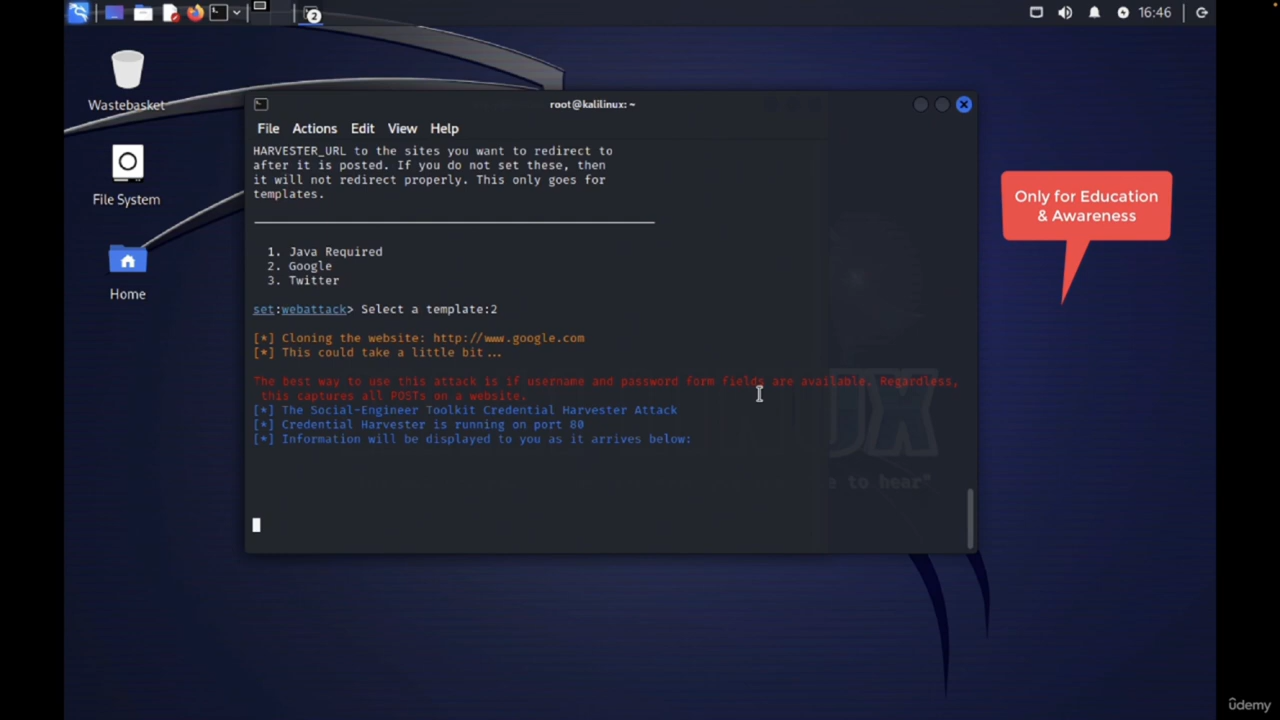 2
16:46
Wastebasket
File System
Home
root@kalilinux: ~
File Actions Edit View Help
HARVESTER_URL to the sites you want to redirect to
after it is posted. If you do not set these, then
it will not redirect properly. This only goes for
templates.
1. Java Required
2. Google
3. Twitter
set:webattack> Select a template:2
[*] Cloning the website: http://www.google.com
[*] This could take a little bit...
The best way to use this attack is if username and password form fields are available. Regardless,
this captures all POSTs on a website.
[*] The Social-Engineer Toolkit Credential Harvester Attack
[*] Credential Harvester is running on port 80
[*] Information will be displayed to you as it arrives below:
to hear"
Only for Education
& Awareness
ûdemy